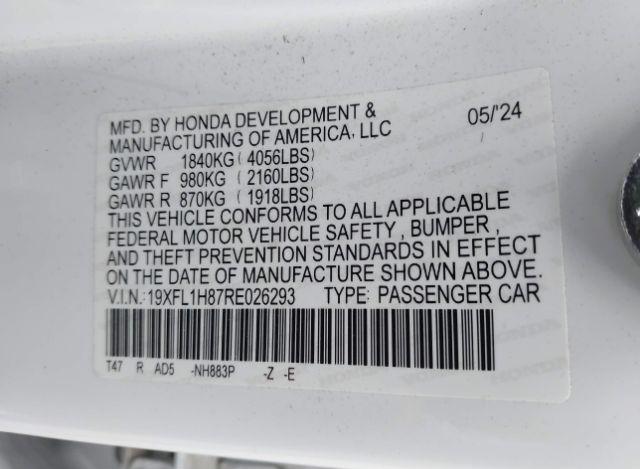 MFD. BY HONDA DEVELOPMENT & 05/'24
MANUFACTURING OF AMERICA, LLC
GVWR 1840KG ( 4056LBS)
GAWR F 980KG ( 2160LBS)
GAWR R 870KG ( 1918LBS)
THIS VEHICLE CONFORMS TO ALL APPLICABLE
FEDERAL MOTOR VEHICLE SAFETY , BUMPER ,
AND THEFT PREVENTION STANDARDS IN EFFECT
ON THE DATE OF MANUFACTURE SHOWN ABOVE.
V.I.N.:19XFL1H87RE026293 TYPE: PASSENGER CAR
T47 R AD5 -NH883P -Z -E